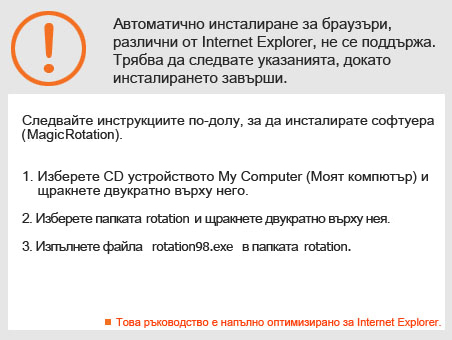 Автоматично инсталиране за браузъри,
различни от Internet Explorer, не се поддържа.
Трябва да следвате указанията, докато
инсталирането завърши.
Следвайте инструкциите по-долу, за да инсталирате софтуера
(MagicRotation).
1. Изберете CD устройството My Computer (Моят компютър) и
щракнете двукратно върху него.
2. Изберете папката rotation и щракнете двукратно върху нея.
3. Изпълнете файла rotation98.exe в папката rotation.
Това ръководство е напълно оптимизирано за Internet Explorer.